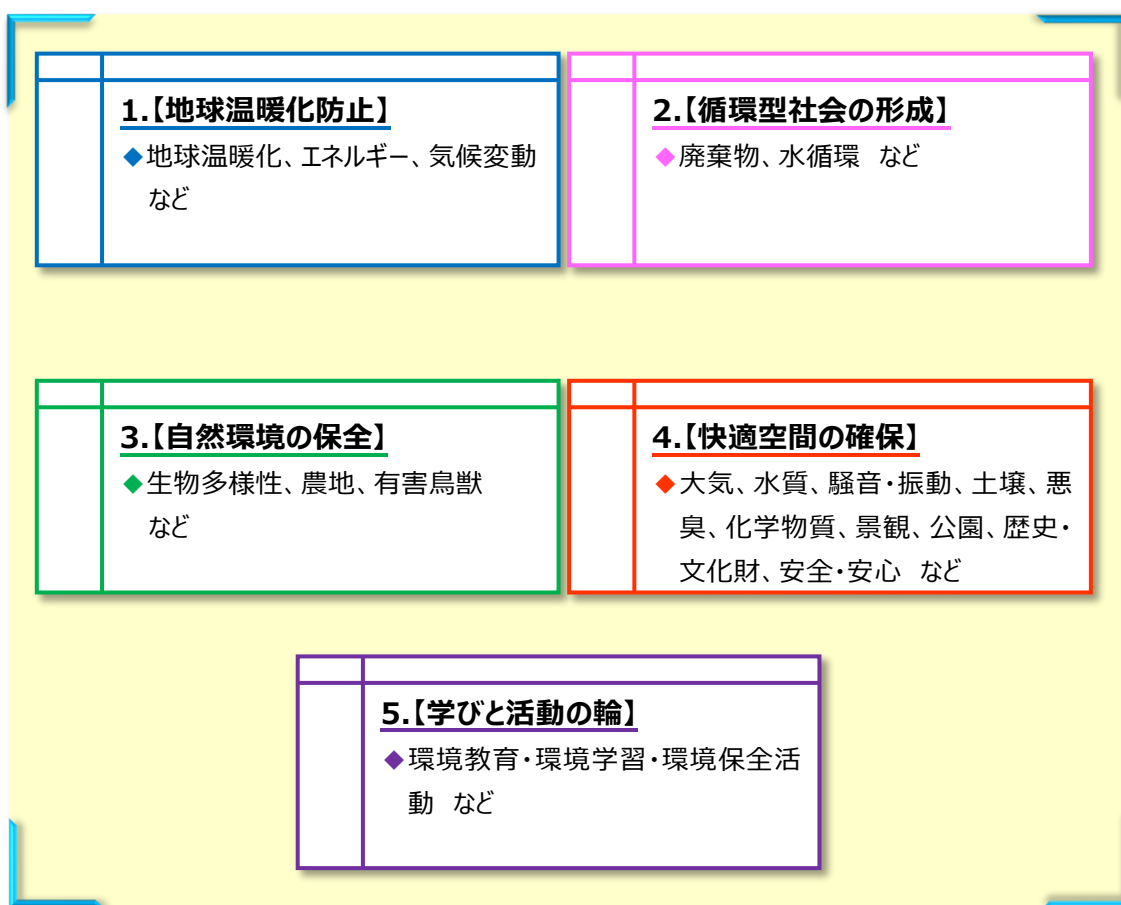 1.【地球温暖化防止】
◆地球温暖化、エネルギー、気候変動
など
2.【循環型社会の形成】
◆廃棄物、水循環 など
3.【自然環境の保全】
◆生物多様性、農地、有害鳥獣
など
4.【快適空間の確保】
◆大気、水質、騒音・振動、土壌、悪
臭、化学物質、景観、公園、歴史・
文化財、安全・安心 など
5.【学びと活動の輪】
◆環境教育・環境学習・環境保全活
動 など